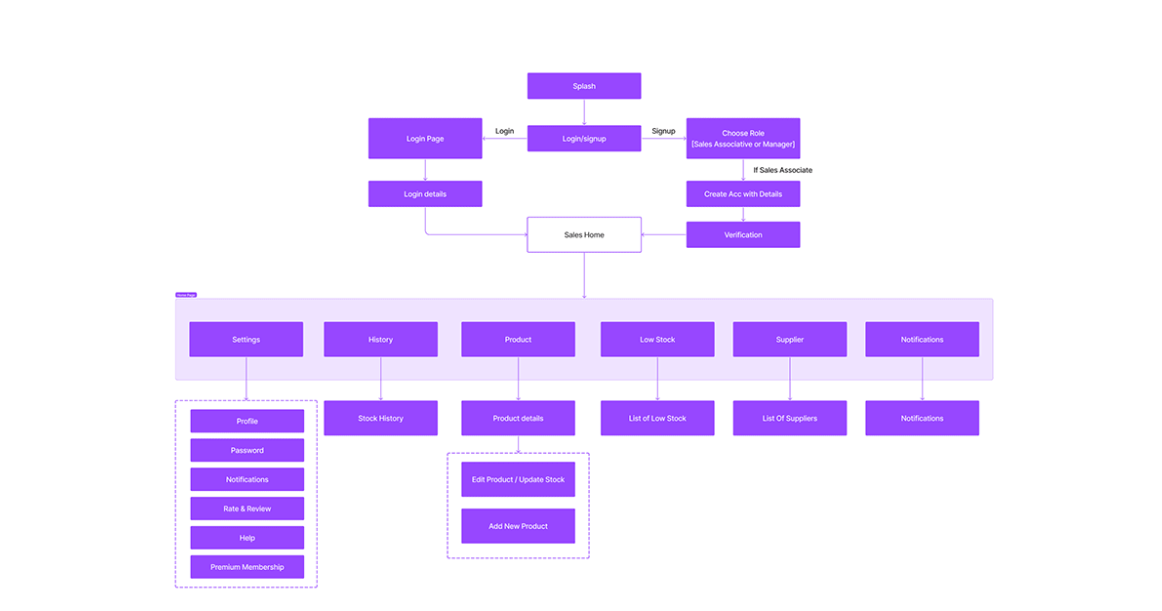 Splash
Login Page
Login
Login/signup
Signup
Choose Role
[Sales Associative or Manager]
If Sales Associate
Login details
Create Acc with Details
Sales Home
Verification
Home Page
Settings
History
Product
Low Stock
Supplier
Notifications
Profile
Password
Notifications
Rate & Review
Help
Premium Membership
Stock History
Product details
Edit Product / Update Stock
Add New Product
List of Low Stock
List Of Suppliers
Notifications